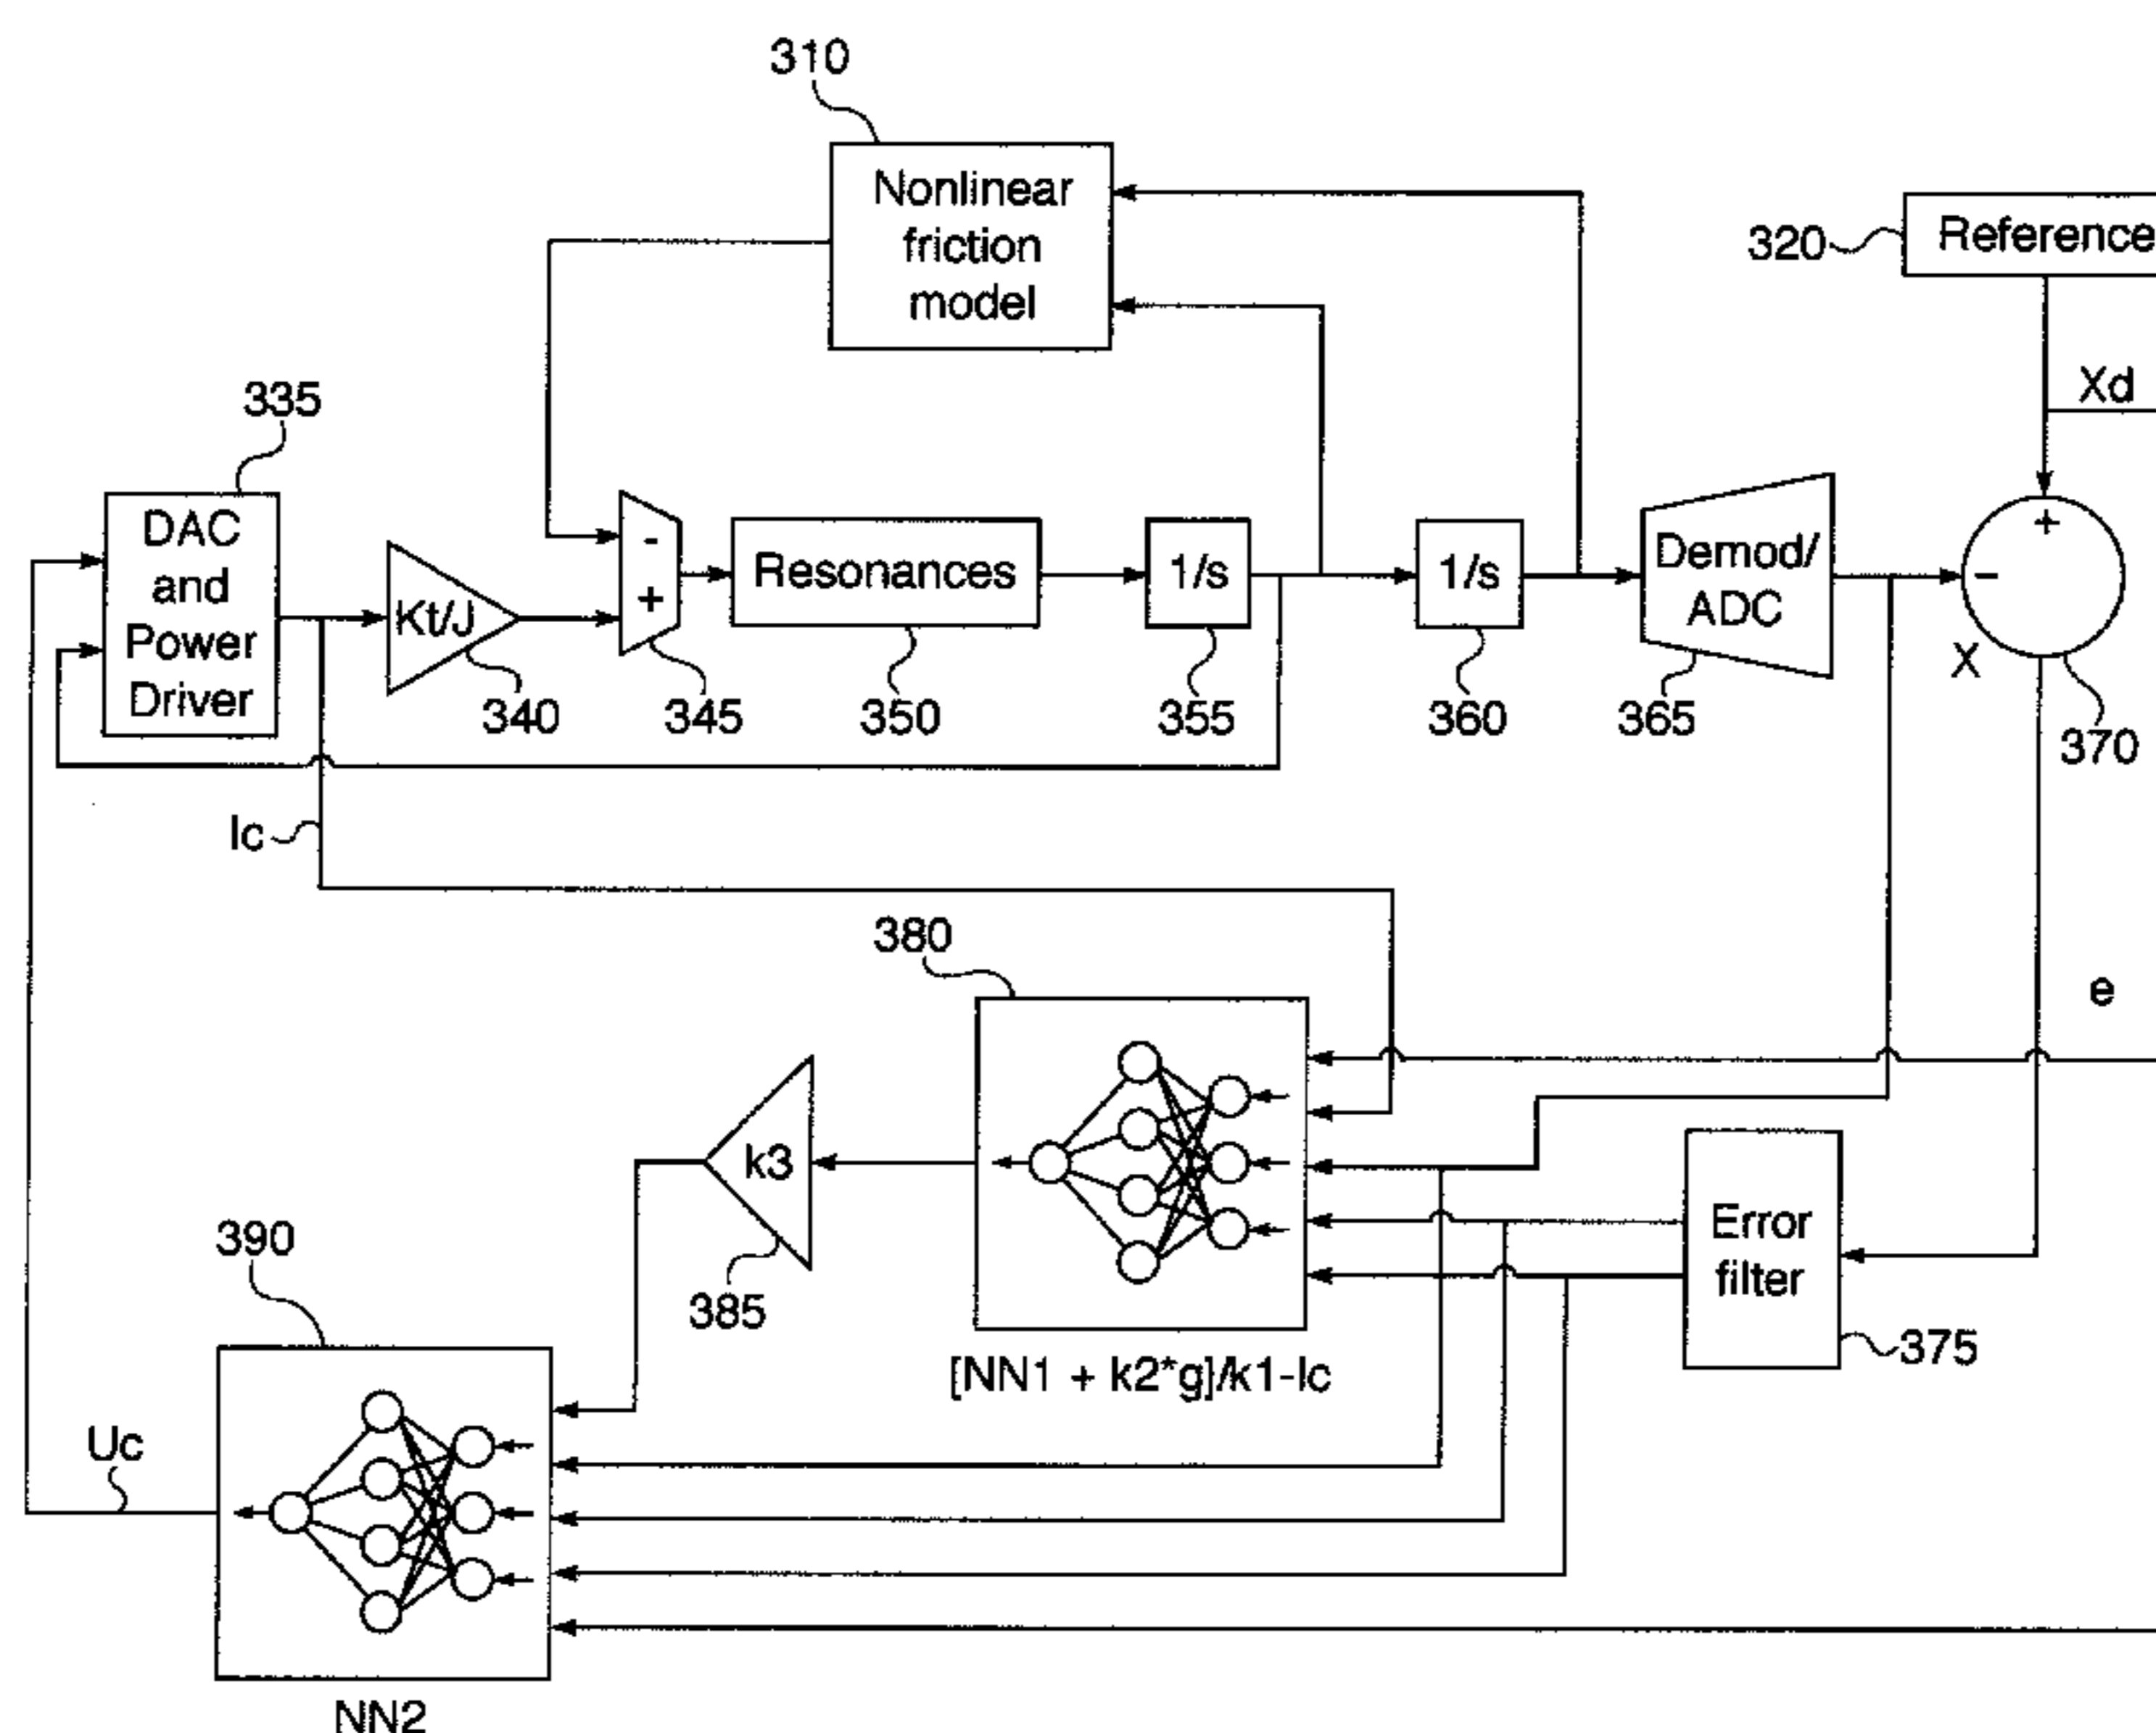 310
Nonlinear
friction
model
320
Reference
Xd
335
DAC
and
Power
Driver
Kt/J
340
-
+
345
Resonances
350
1/s
355
1/s
360
Demod/
ADC
365
+
-
X
370
Ic
e
380
k3
385
[NN1 + k2*g]/k1-Ic
Error
filter
375
390
Uc
NN2